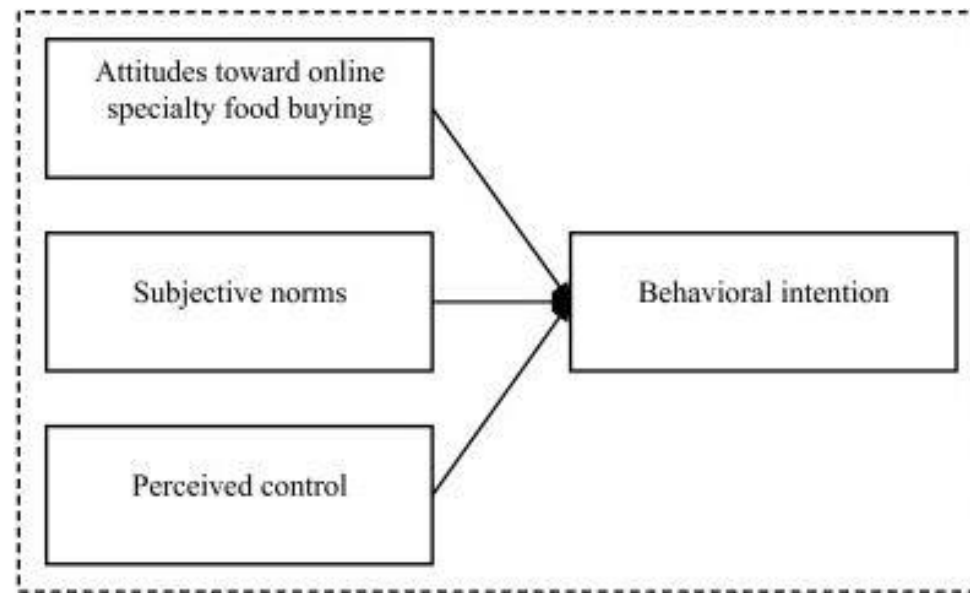 Attitudes toward online
specialty food buying
Subjective norms
Behavioral intention
Perceived control